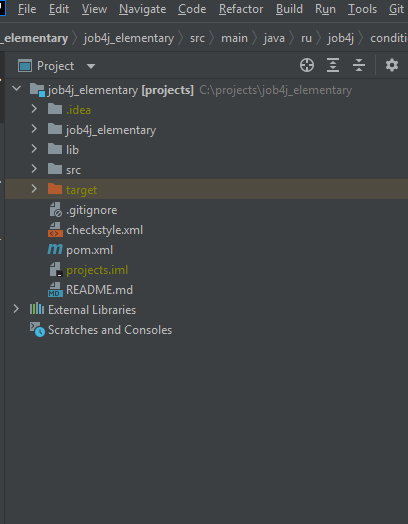 File Edit View Navigate Code Refactor Build Run Tools Git
_elementary job4j_elementary src main java ru job4j conditi
Project
job4j_elementary [projects] C:\projects\job4j_elementary
.idea
job4j_elementary
lib
src
target
.gitignore
checkstyle.xml
pom.xml
projects.iml
README.md
External Libraries
Scratches and Consoles